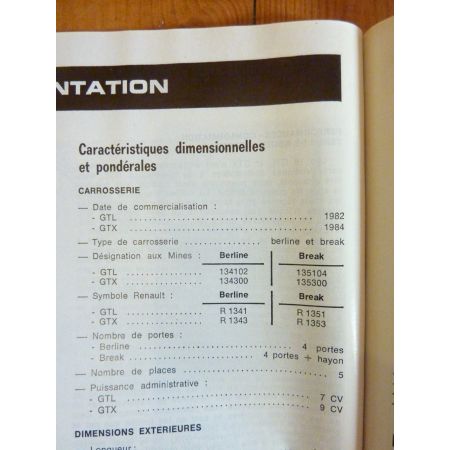 NTATION
Caractéristiques dimensionnelles
et pondérales
CARROSSERIE
— Date de commercialisation :
- GTL ........ 1982
- GTX ........ 1984
— Type de carrosserie ........ berline et break
— Désignation aux Mines : Berline Break
- GTL ........ 134102 135104
- GTX ........ 134300 135300
— Symbole Renault : Berline Break
- GTL ........ R 1341 R 1351
- GTX ........ R 1343 R 1353
— Nombre de portes :
- Berline ........ 4 portes
- Break ........ 4 portes + hayon
— Nombre de places ........ 5
— Puissance administrative :
- GTL ........ 7 CV
- GTX ........ 9 CV
DIMENSIONS EXTERIEURES